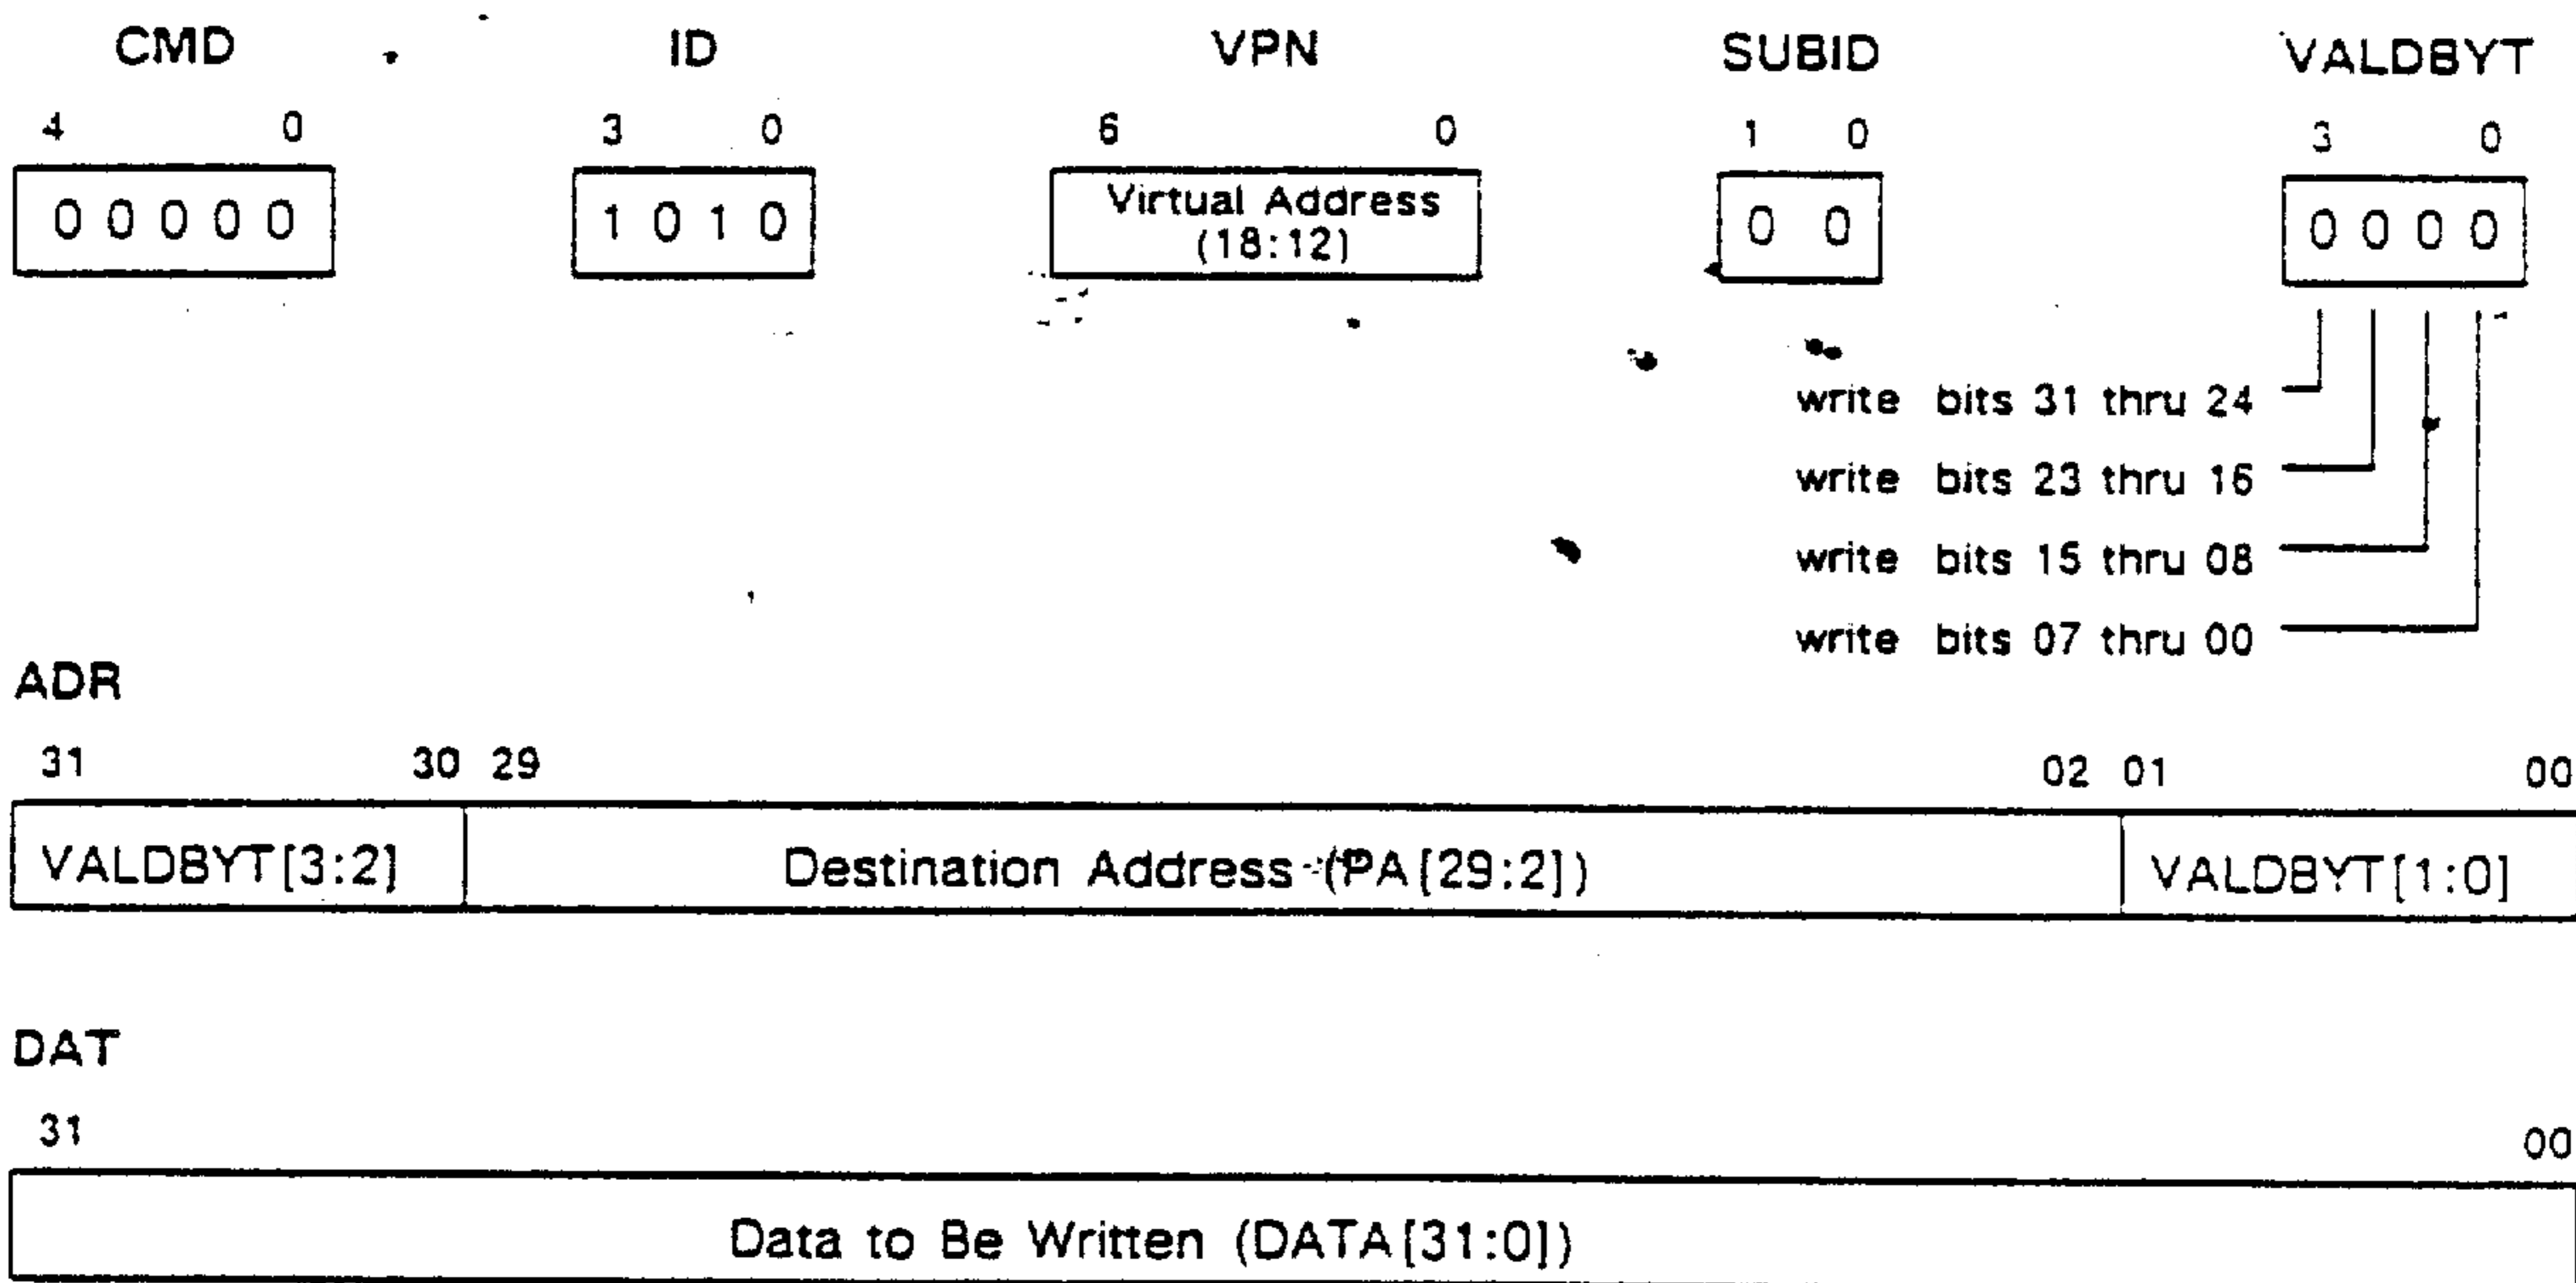 CMD ID VPN SUBID VALDBYT
4 0 3 0 6 0 1 0 3 0
0 0 0 0 0 1 0 1 0 Virtual Address 0 0 0 0 0 0
(18:12)
write bits 31 thru 24
write bits 23 thru 16
write bits 15 thru 08
write bits 07 thru 00
ADR
31 30 29 02 01 00
VALDBYT[3:2] Destination Address (PA[29:2]) VALDBYT[1:0]
DAT
31 00
Data to Be Written (DATA[31:0])